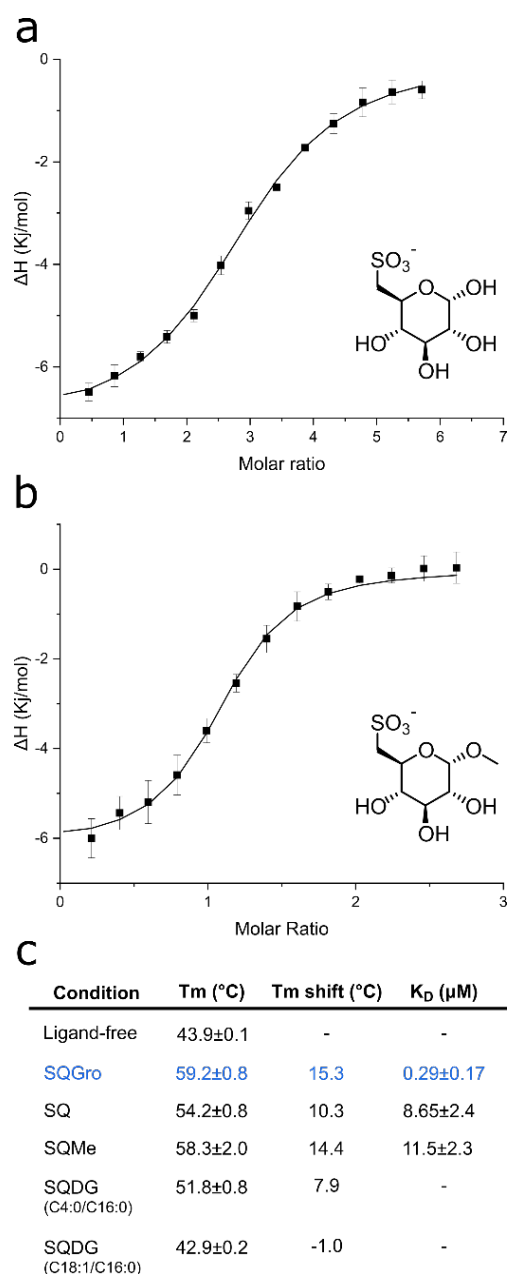 a
0
-2
-4
-6
ΔH (Kj/mol)
0 1 2 3 4 5 6 7
Molar ratio
SO3-
O
OH
HO
OH
OH
b
0
-2
-4
-6
ΔH (Kj/mol)
0 1 2 3
Molar Ratio
SO3-
O
O
HO
OH
OH
c
Condition Tm (°C) Tm shift (°C) KD (µM)
Ligand-free 43.9±0.1 - -
SQGro 59.2±0.8 15.3 0.29±0.17
SQ 54.2±0.8 10.3 8.65±2.4
SQMe 58.3±2.0 14.4 11.5±2.3
SQDG 51.8±0.8 7.9 -
(C4:0/C16:0)
SQDG 42.9±0.2 -1.0 -
(C18:1/C16:0)